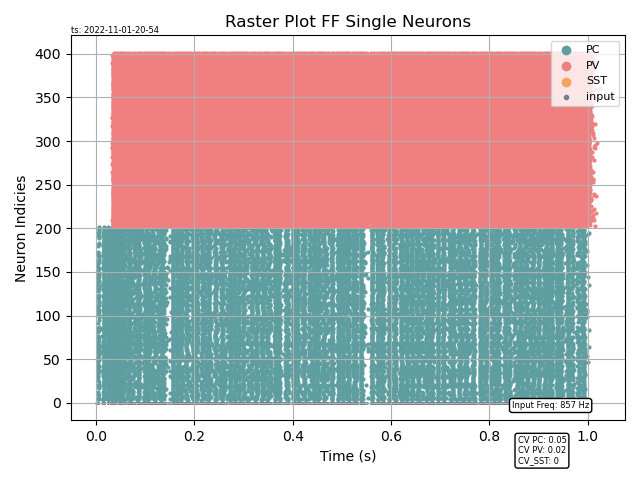 Raster Plot FF Single Neurons
ts: 2022-11-01-20-54
PC
PV
SST
input
400
350
300
250
200
150
100
50
0
Neuron Indicies
Input Freq: 857 Hz
0.0 0.2 0.4 0.6 0.8 1.0
Time (s)
CV PC: 0.05
CV PV: 0.02
CV_SST: 0